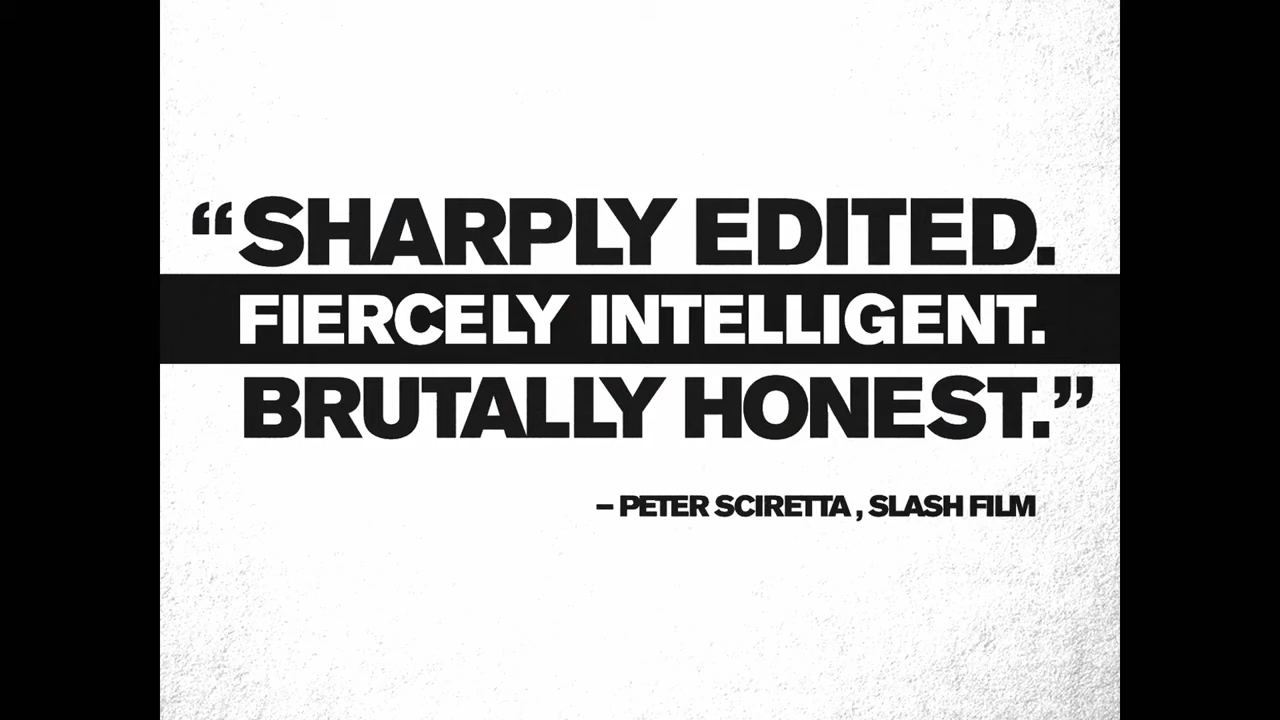 “SHARPLY EDITED.
FIERCELY INTELLIGENT.
BRUTALLY HONEST.”
– PETER SCIRETTA , SLASH FILM